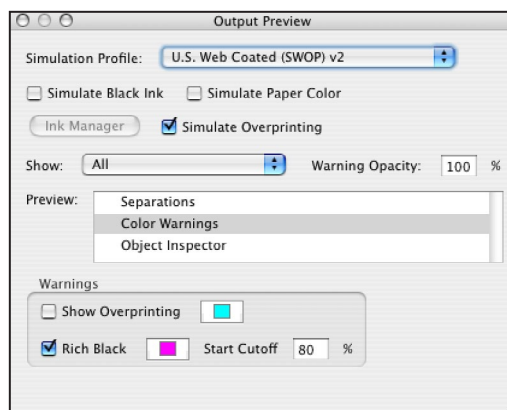 Output Preview
Simulation Profile: U.S. Web Coated (SWOP) v2
Simulate Black Ink Simulate Paper Color
Ink Manager Simulate Overprinting
Show: All Warning Opacity: 100 %
Preview: Separations
Color Warnings
Object Inspector
Warnings
Show Overprinting
Rich Black Start Cutoff 80 %